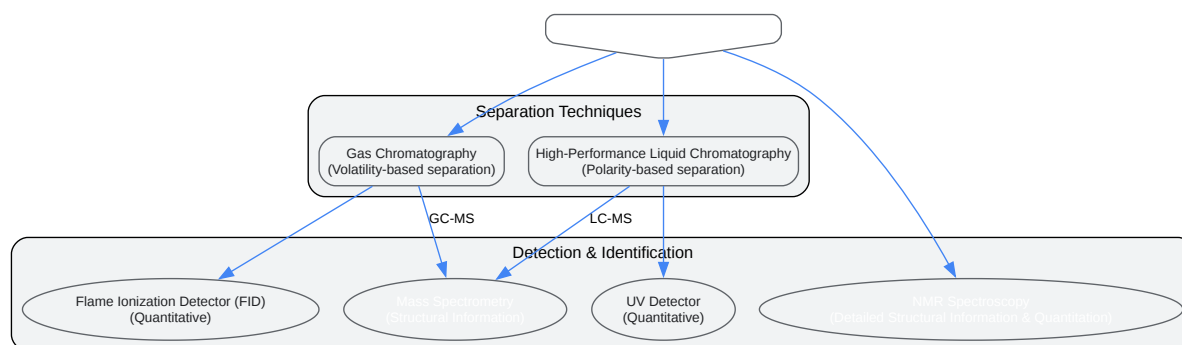 Separation Techniques
Gas Chromatography
(Volatility-based separation)
High-Performance Liquid Chromatography
(Polarity-based separation)
GC-MS
LC-MS
Detection & Identification
Flame Ionization Detector (FID)
(Quantitative)
Mass Spectrometry
(Structural Information)
UV Detector
(Quantitative)
NMR Spectroscopy
(Detailed Structural Information & Quantitation)